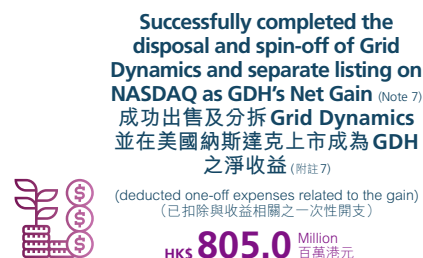 Successfully completed the
disposal and spin-off of Grid
Dynamics and separate listing on
NASDAQ as GDH's Net Gain (Note 7)
成功出售及分拆Grid Dynamics
並在美國納斯達克上市成為GDH
之淨收益(附註7)
(deducted one-off expenses related to the gain)
（已扣除與收益相關之一次性開支）
HK$ 805.0 Million
百萬港元